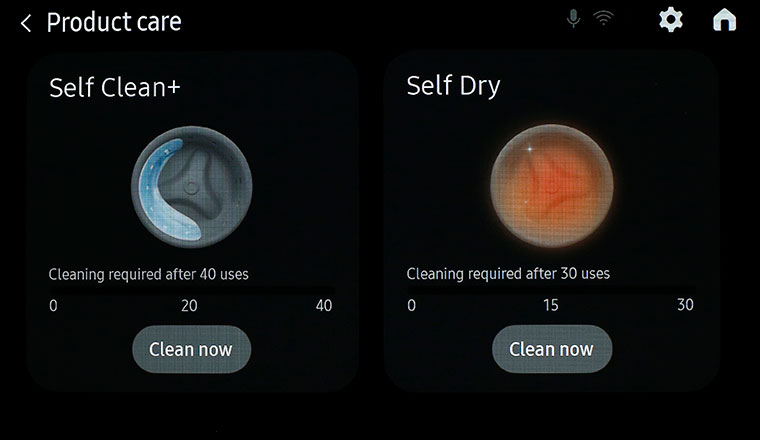 Product care
Self Clean+
Cleaning required after 40 uses
0 20 40
Clean now
Self Dry
Cleaning required after 30 uses
0 15 30
Clean now